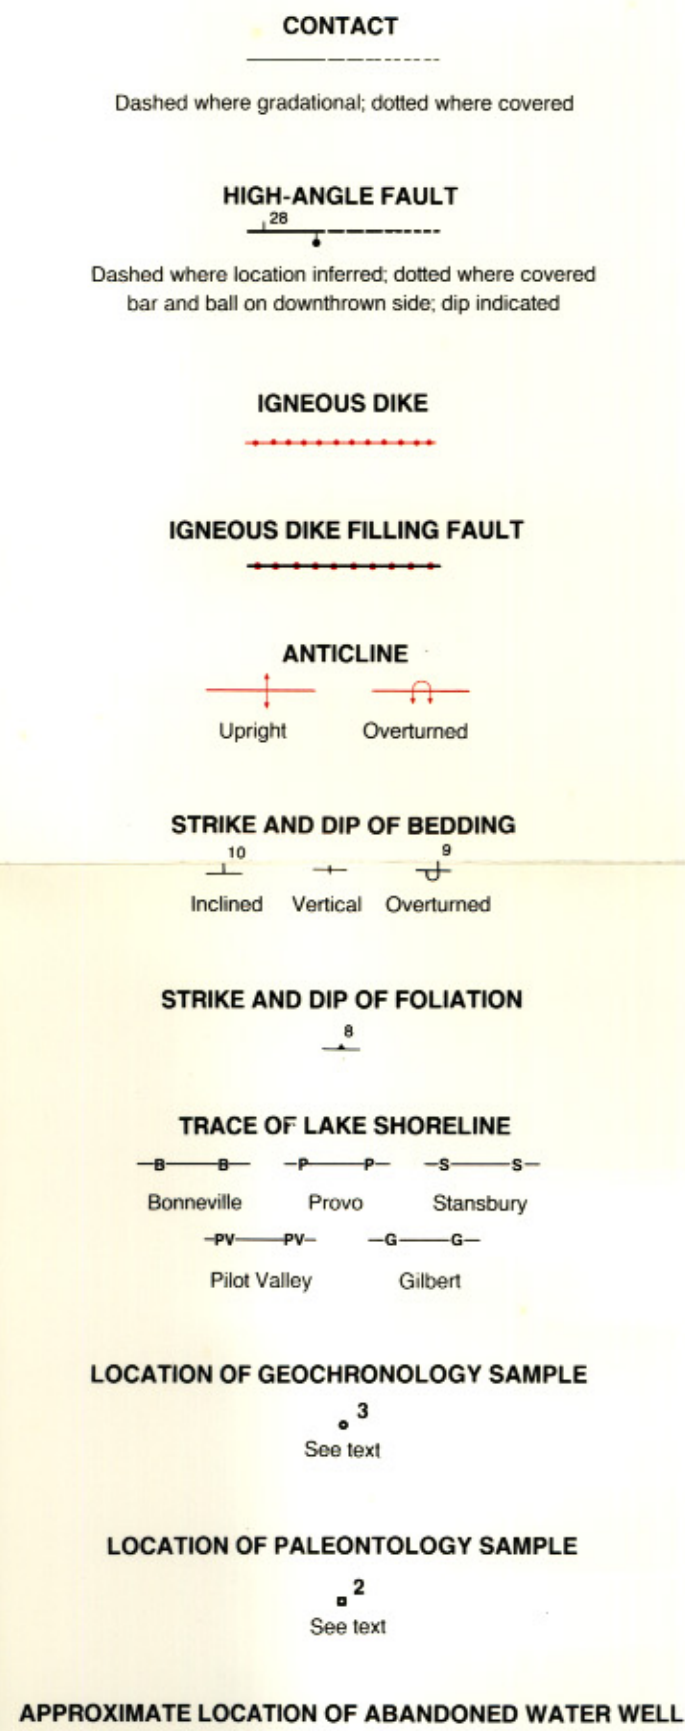 CONTACT
Dashed where gradational; dotted where covered
HIGH-ANGLE FAULT
28
Dashed where location inferred; dotted where covered
bar and ball on downthrown side; dip indicated
IGNEOUS DIKE
IGNEOUS DIKE FILLING FAULT
ANTICLINE
Upright Overturned
STRIKE AND DIP OF BEDDING
10 9
Inclined Vertical Overturned
STRIKE AND DIP OF FOLIATION
8
TRACE OF LAKE SHORELINE
B B P P S S
Bonneville Provo Stansbury
PV PV G G
Pilot Valley Gilbert
LOCATION OF GEOCHRONOLOGY SAMPLE
3
See text
LOCATION OF PALEONTOLOGY SAMPLE
2
See text
APPROXIMATE LOCATION OF ABANDONED WATER WELL